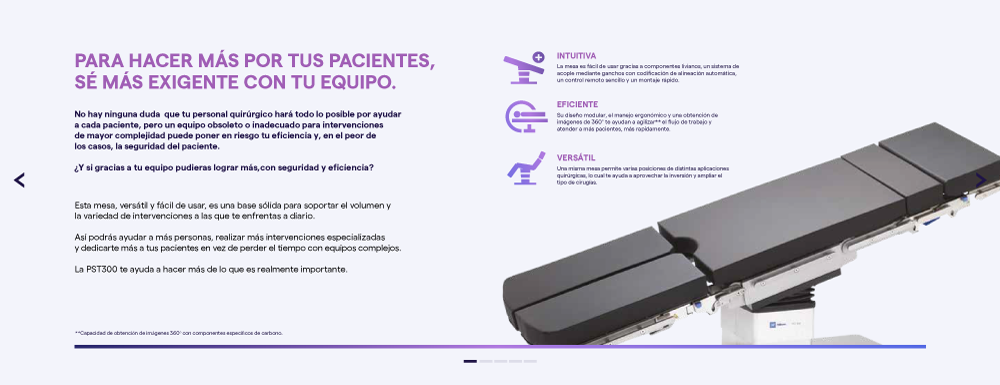 PARA HACER MÁS POR TUS PACIENTES,
SÉ MÁS EXIGENTE CON TU EQUIPO.
No hay ninguna duda que tu personal quirúrgico hará todo lo posible por ayudar
a cada paciente, pero un equipo obsoleto o inadecuado para intervenciones
de mayor complejidad puede poner en riesgo tu eficiencia y, en el peor de
los casos, la seguridad del paciente.
¿Y si gracias a tu equipo pudieras lograr más,con seguridad y eficiencia?
Esta mesa, versátil y fácil de usar, es una base sólida para soportar el volumen y
la variedad de intervenciones a las que te enfrentas a diario.
Así podrás ayudar a más personas, realizar más intervenciones especializadas
y dedicarte más a tus pacientes en vez de perder el tiempo con equipos complejos.
La PST300 te ayuda a hacer más de lo que es realmente importante.
**Capacidad de obtención de imágenes 360° con componentes específicos de carbono.
INTUITIVA
La mesa es fácil de usar gracias a componentes livianos, un sistema de
acople mediante ganchos con codificación de alineación automática,
un control remoto sencillo y un montaje rápido.
EFICIENTE
Su diseño modular, el manejo ergonómico y una obtención de
imágenes de 360° te ayudan a agilizar** el flujo de trabajo y
atender a más pacientes, más rapidamente.
VERSÁTIL
Una misma mesa permite varias posiciones de distintas aplicaciones
quirúrgicas, lo cual te ayuda a aprovechar la inversión y ampliar el
tipo de cirugías.